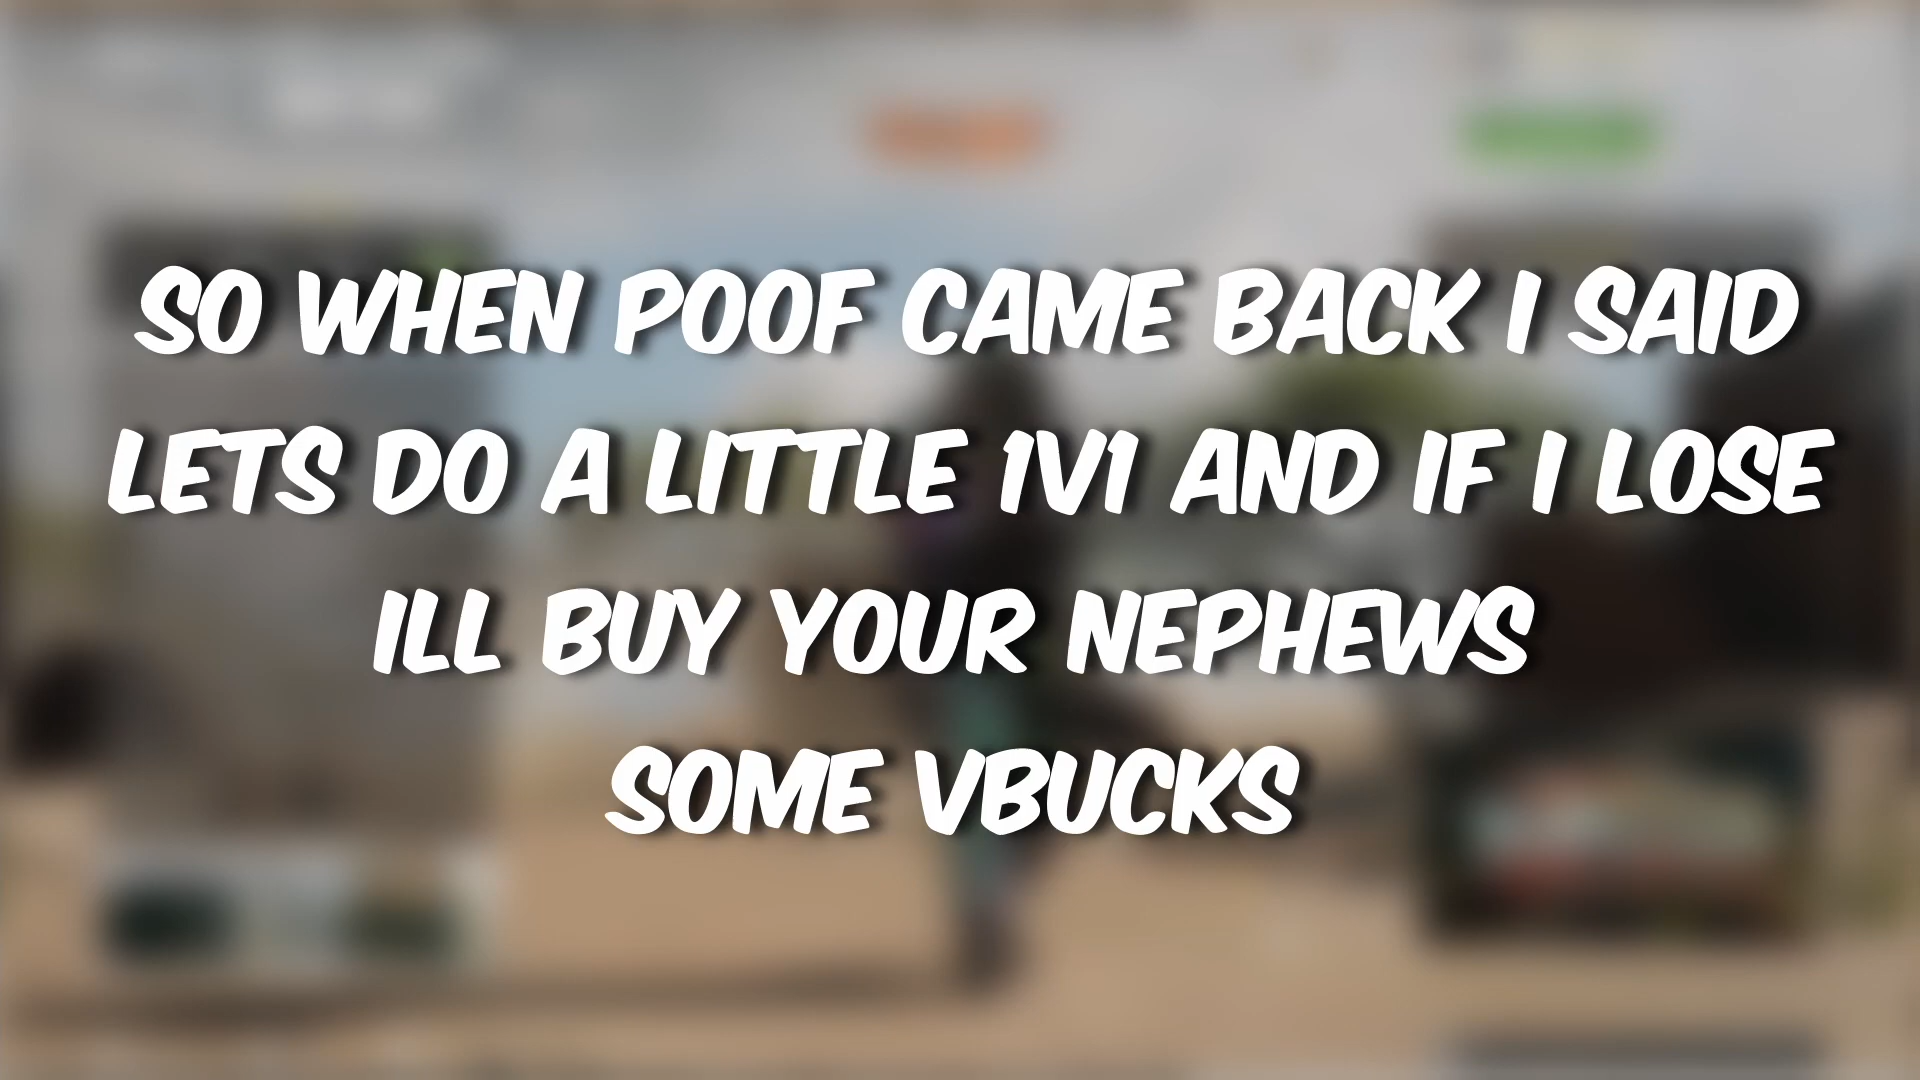 SO WHEN POOF CAME BACK I SAID
LETS DO A LITTLE 1V1 AND IF I LOSE
ILL BUY YOUR NEPHEWS
SOME VBUCKS